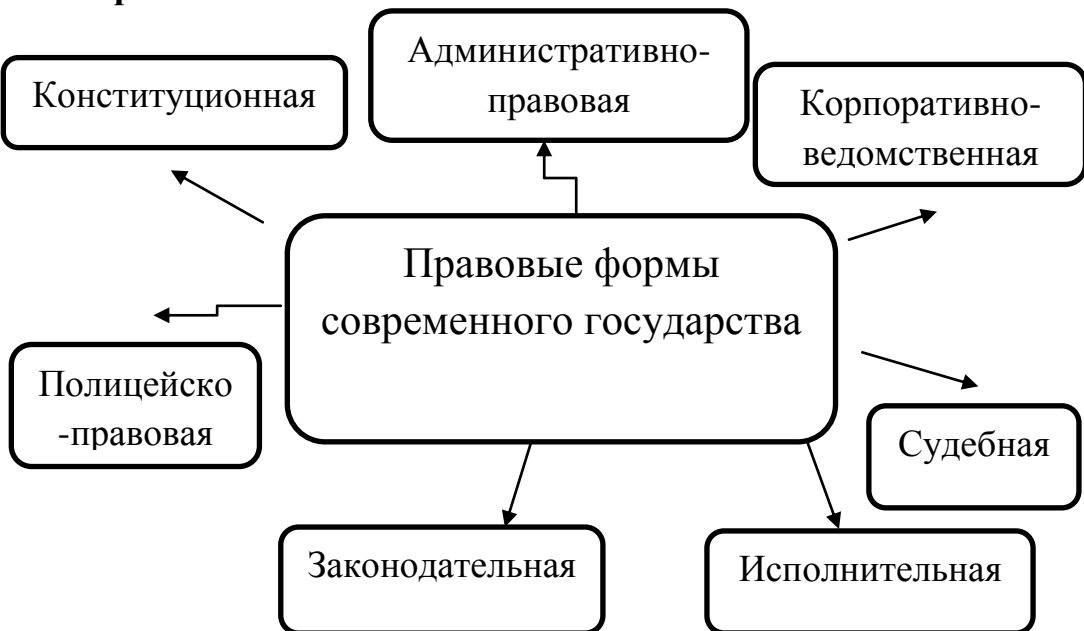 Административно-
правовая
Конституционная
Корпоративно-
ведомственная
Правовые формы
современного государства
Полицейско
-правовая
Судебная
Законодательная
Исполнительная